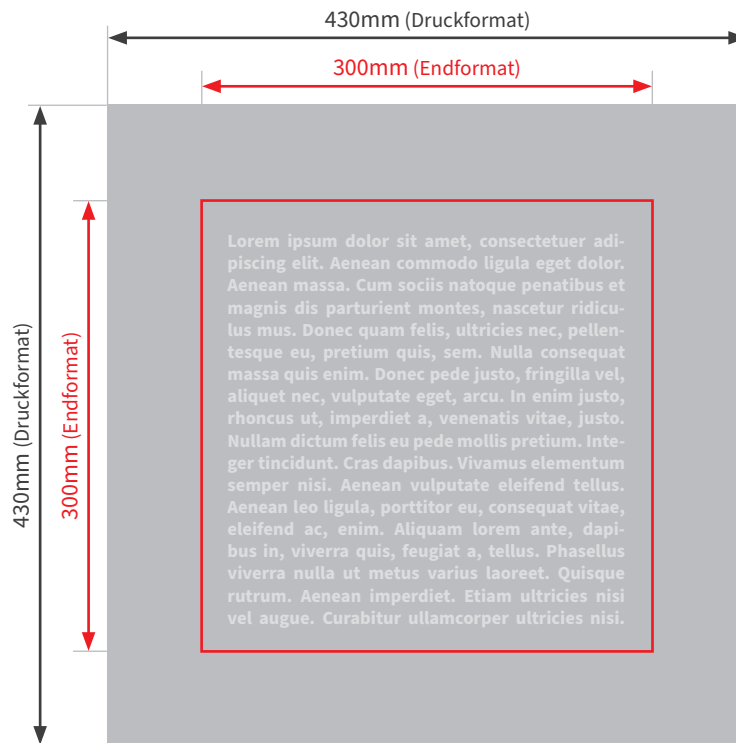 430mm (Druckformat)
300mm (Endformat)
430mm (Druckformat)
300mm (Endformat)
Lorem ipsum dolor sit amet, consectetuer adi-
piscing elit. Aenean commodo ligula eget dolor.
Aenean massa. Cum sociis natoque penatibus et
magnis dis parturient montes, nascetur ridicu-
lus mus. Donec quam felis, ultricies nec, pellen-
tesque eu, pretium quis, sem. Nulla consequat
massa quis enim. Donec pede justo, fringilla vel,
aliquet nec, vulputate eget, arcu. In enim justo,
rhoncus ut, imperdiet a, venenatis vitae, justo.
Nullam dictum felis eu pede mollis pretium. Inte-
ger tincidunt. Cras dapibus. Vivamus elementum
semper nisi. Aenean vulputate eleifend tellus.
Aenean leo ligula, porttitor eu, consequat vitae,
eleifend ac, enim. Aliquam lorem ante, dapi-
bus in, viverra quis, feugiat a, tellus. Phasellus
viverra nulla ut metus varius laoreet. Quisque
rutrum. Aenean imperdiet. Etiam ultricies nisi
vel augue. Curabitur ullamcorper ultricies nisi.